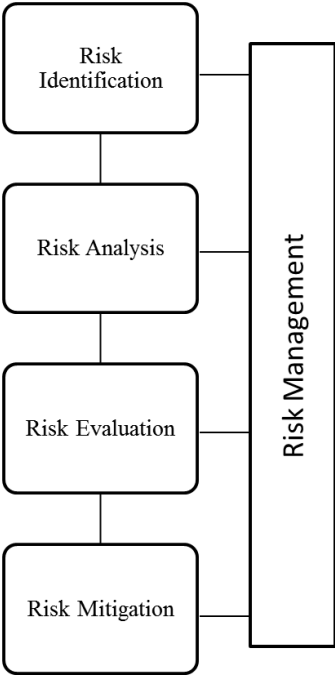 Risk
Identification
Risk Analysis
Risk Evaluation
Risk Mitigation
Risk Management